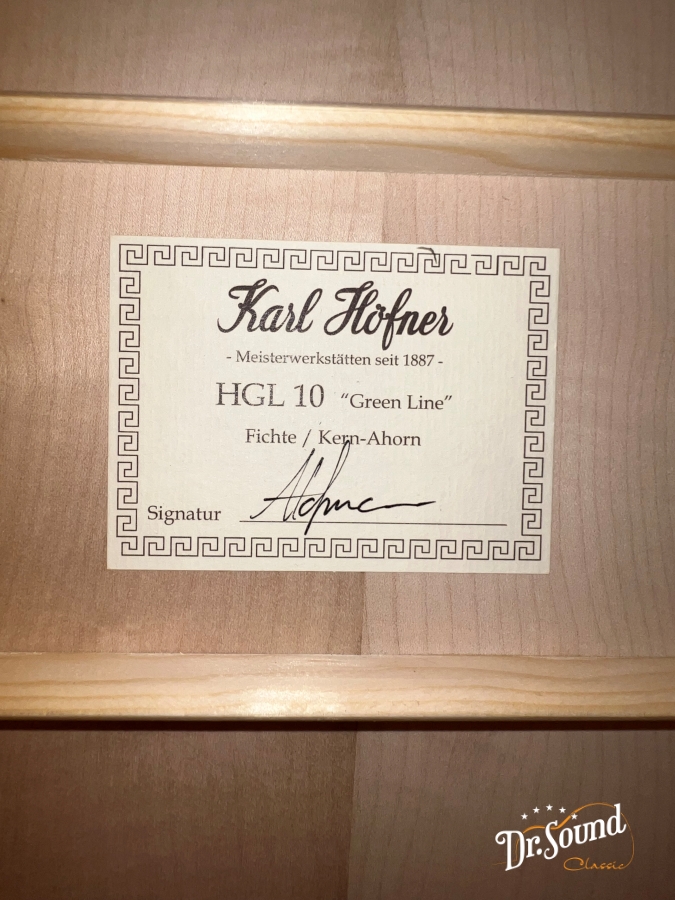 Karl Höfner
- Meisterwerkstätten seit 1887 -
HGL 10 “Green Line”
Fichte / Kern-Ahorn
Signatur
Dr. Sound
Classic